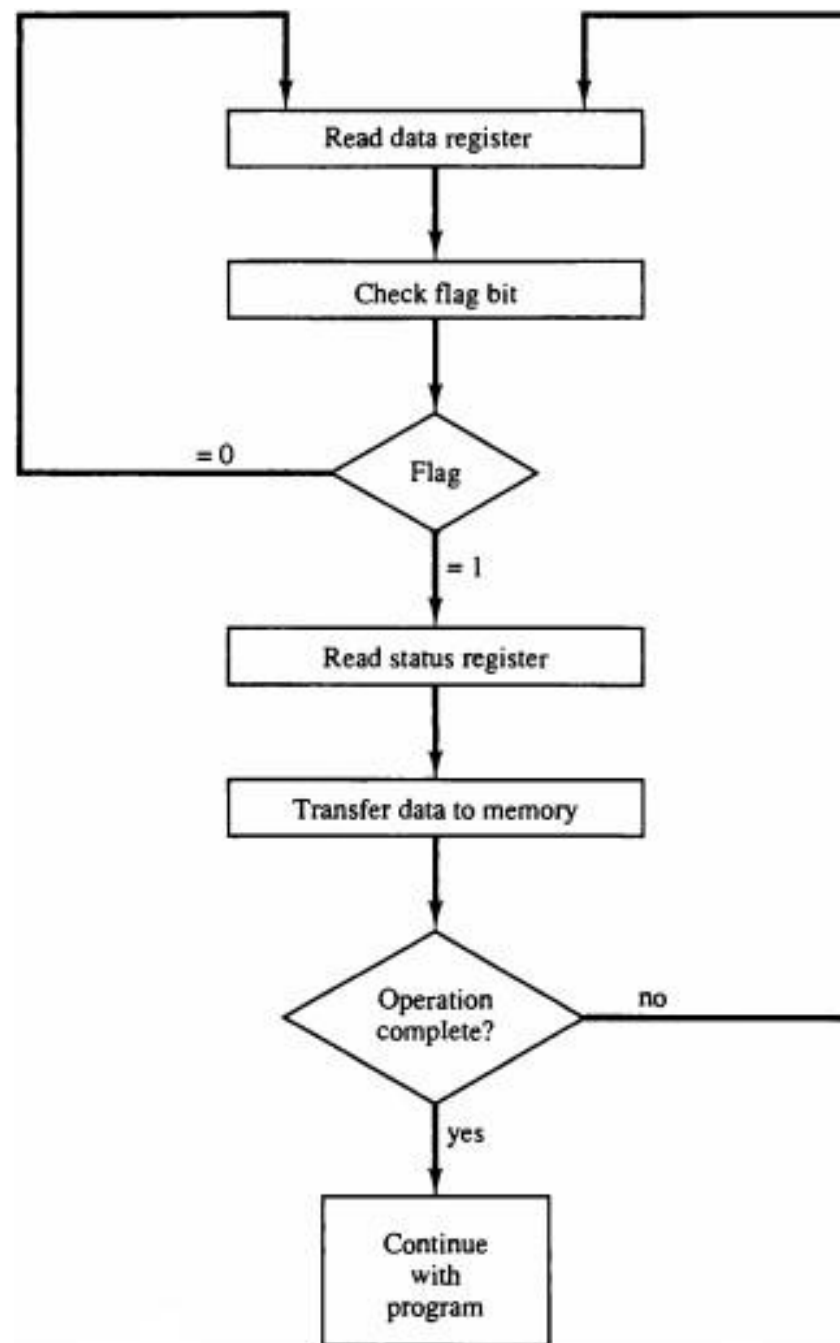 Read data register
Check flag bit
= 0
Flag
= 1
Read status register
Transfer data to memory
Operation
complete?
no
yes
Continue
with
program